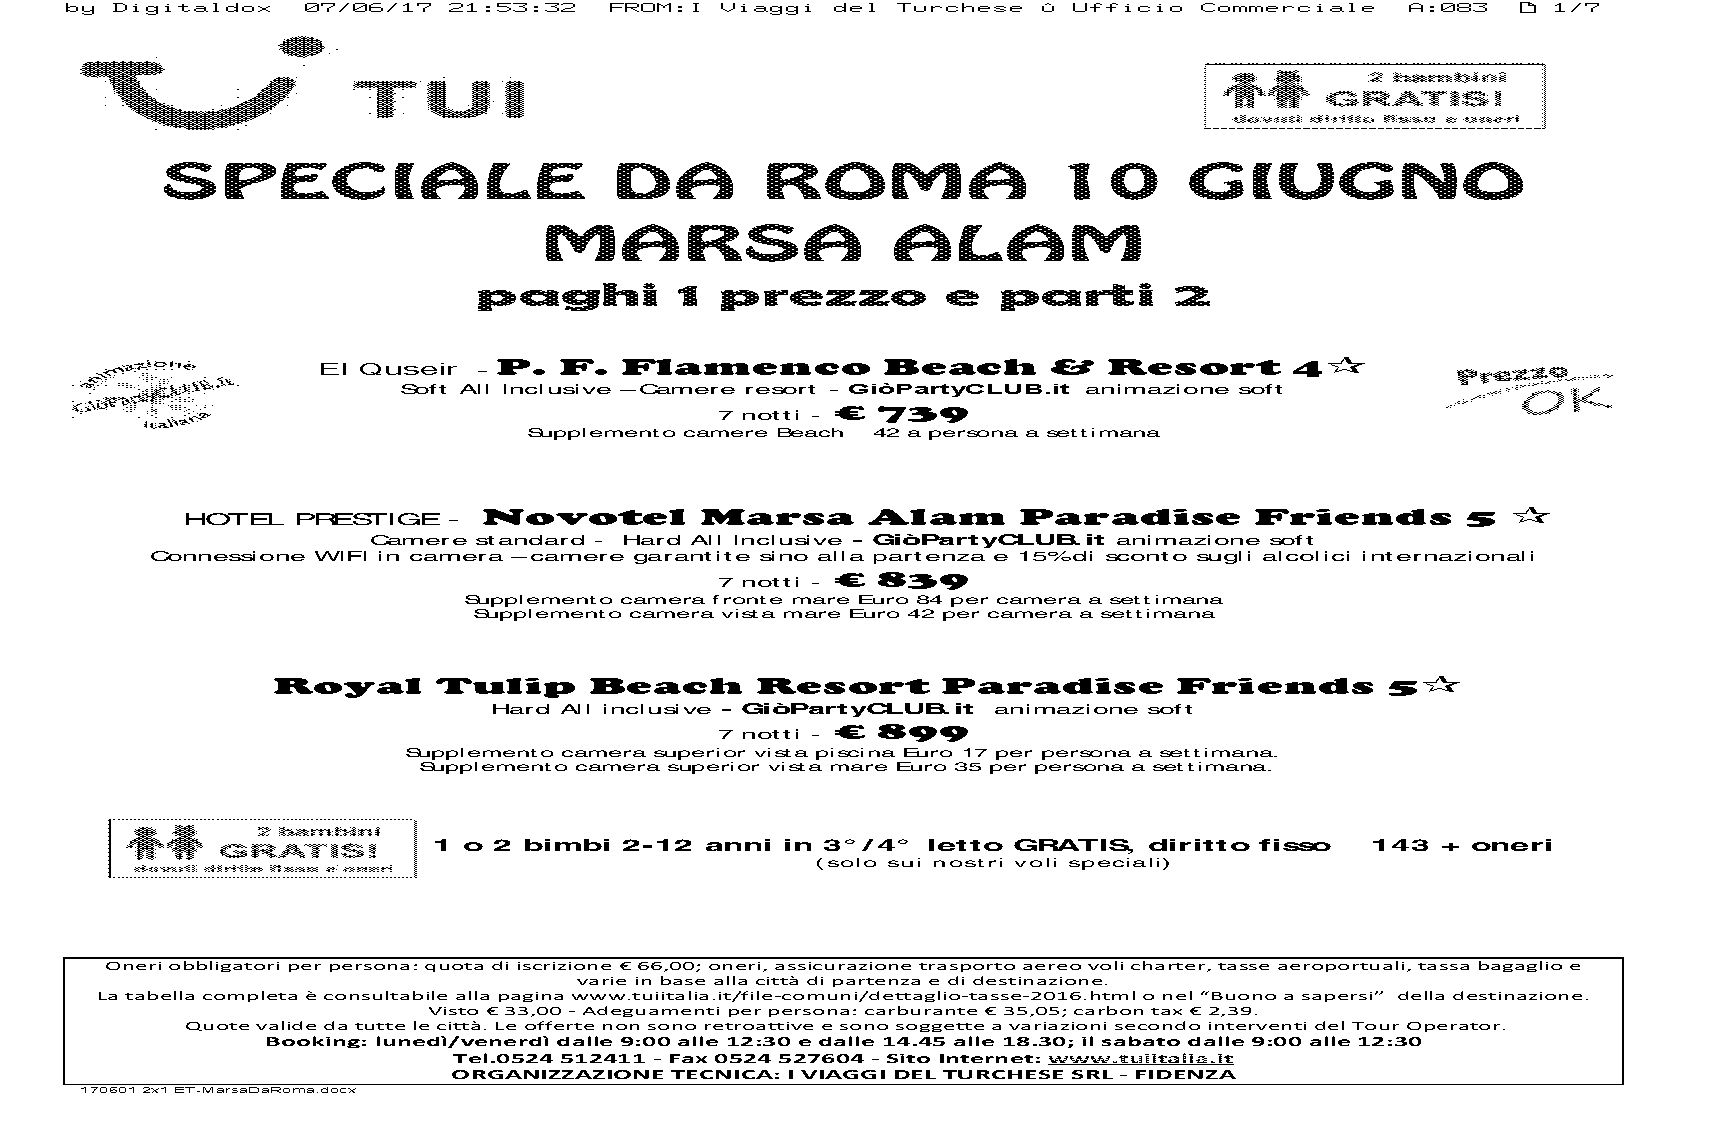 by Digitaldox 07/06/17 21:53:32 FROM:I Viaggi del Turchese û Ufficio Commerciale A:083 1/7
TUI
2 bambini
GRATIS!
dovuti diritto fisso e oneri
SPECIALE DA ROMA 10 GIUGNO
MARSA ALAM
paghi 1 prezzo e parti 2
animazione
GiòPartyCLUB.it
italiana
El Quseir - P. F. Flamenco Beach & Resort 4☆
Soft All Inclusive – Camere resort - GiòPartyCLUB.it animazione soft
7 notti - € 739
Supplemento camere Beach 42 a persona a settimana
Prezzo
OK
HOTEL PRESTIGE - Novotel Marsa Alam Paradise Friends 5 ☆
Camere standard - Hard All Inclusive - GiòPartyCLUB.it animazione soft
Connessione WIFI in camera – camere garantite sino alla partenza e 15% di sconto sugli alcolici internazionali
7 notti - € 839
Supplemento camera fronte mare Euro 84 per camera a settimana
Supplemento camera vista mare Euro 42 per camera a settimana
Royal Tulip Beach Resort Paradise Friends 5☆
Hard All inclusive - GiòPartyCLUB.it animazione soft
7 notti - € 899
Supplemento camera superior vista piscina Euro 17 per persona a settimana.
Supplemento camera superior vista mare Euro 35 per persona a settimana.
2 bambini
GRATIS!
dovuti diritto fisso e oneri
1 o 2 bimbi 2-12 anni in 3°/4° letto GRATIS, diritto fisso 143 + oneri
(solo sui nostri voli speciali)
Oneri obbligatori per persona: quota di iscrizione € 66,00; oneri, assicurazione trasporto aereo voli charter, tasse aeroportuali, tassa bagaglio e
varie in base alla città di partenza e di destinazione.
La tabella completa è consultabile alla pagina www.tuiitalia.it/file-comuni/dettaglio-tasse-2016.html o nel “Buono a sapersi” della destinazione.
Visto € 33,00 - Adeguamenti per persona: carburante € 35,05; carbon tax € 2,39.
Quote valide da tutte le città. Le offerte non sono retroattive e sono soggette a variazioni secondo interventi del Tour Operator.
Booking: lunedì/venerdì dalle 9:00 alle 12:30 e dalle 14.45 alle 18.30; il sabato dalle 9:00 alle 12:30
Tel.0524 512411 - Fax 0524 527604 - Sito Internet: www.tuiitalia.it
ORGANIZZAZIONE TECNICA: I VIAGGI DEL TURCHESE SRL - FIDENZA
170601 2x1 ET-MarsaDaRoma.docx